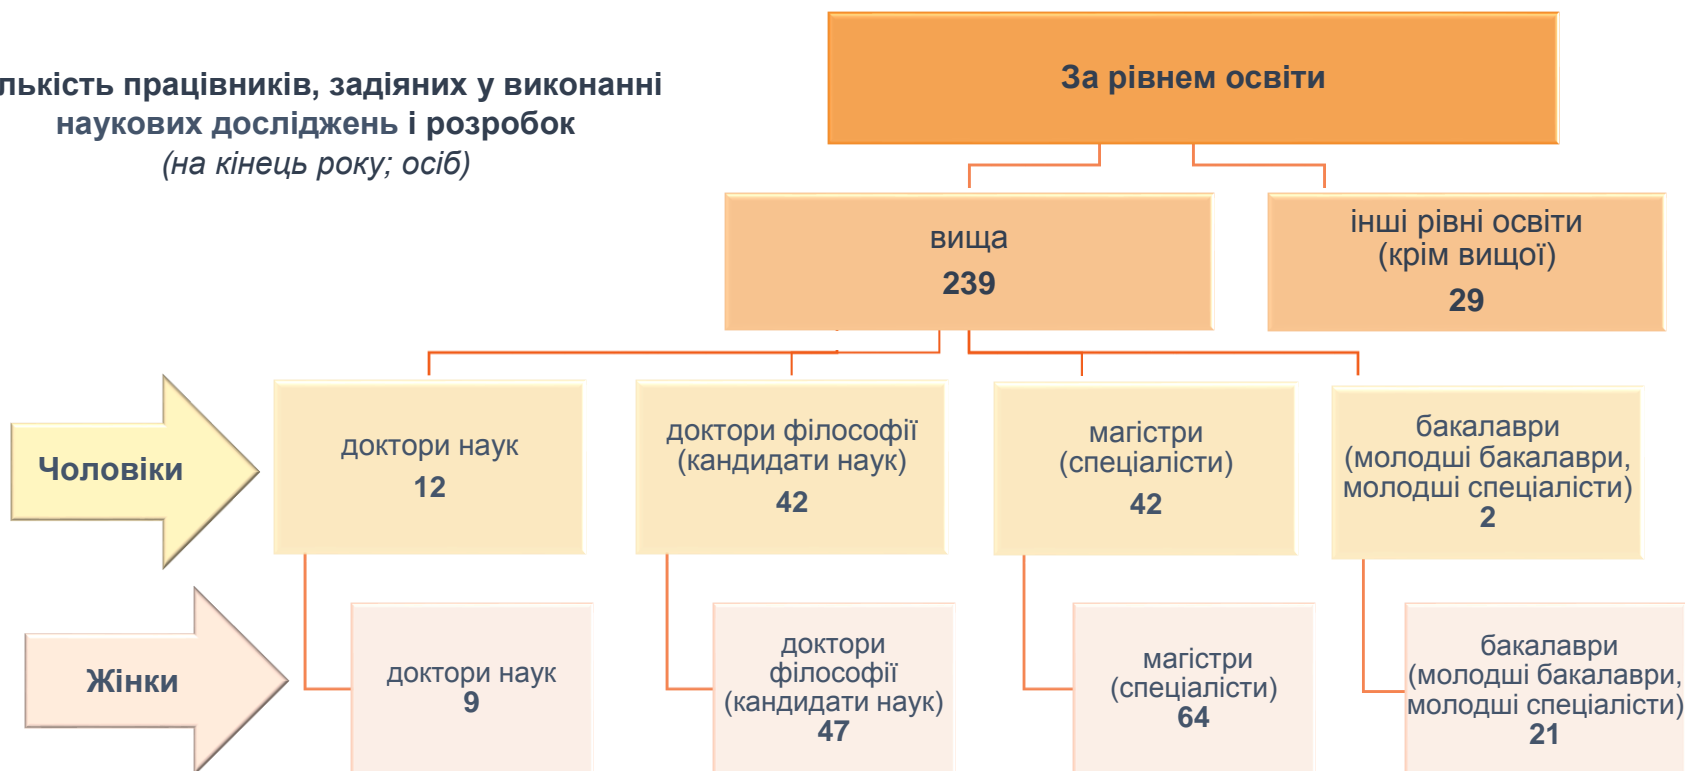 лькість працівників, задіяних у виконанні
наукових досліджень і розробок
(на кінець року; осіб)
За рівнем освіти
вища
239
інші рівні освіти
(крім вищої)
29
Чоловіки
доктори наук
12
доктори філософії
(кандидати наук)
42
магістри
(спеціалісти)
42
бакалаври
(молодші бакалаври,
молодші спеціалісти)
2
Жінки
доктори наук
9
доктори
філософії
(кандидати наук)
47
магістри
(спеціалісти)
64
бакалаври
(молодші бакалаври,
молодші спеціалісти)
21